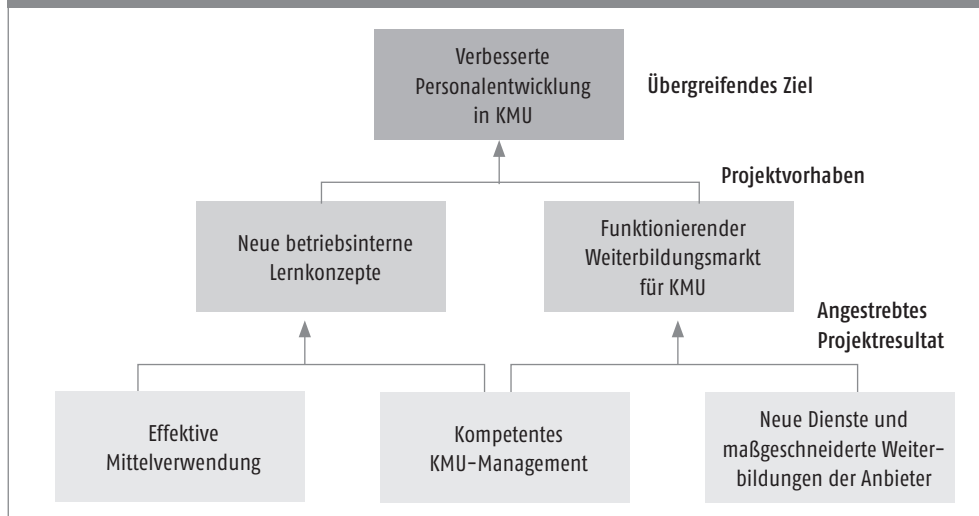 Verbesserte
Personalentwicklung
in KMU
Übergreifendes Ziel
Projektvorhaben
Neue betriebsinterne
Lernkonzepte
Funktionierender
Weiterbildungsmarkt
für KMU
Angestrebtes
Projektresultat
Effektive
Mittelverwendung
Kompetentes
KMU-Management
Neue Dienste und
maßgeschneiderte Weiter-
bildungen der Anbieter